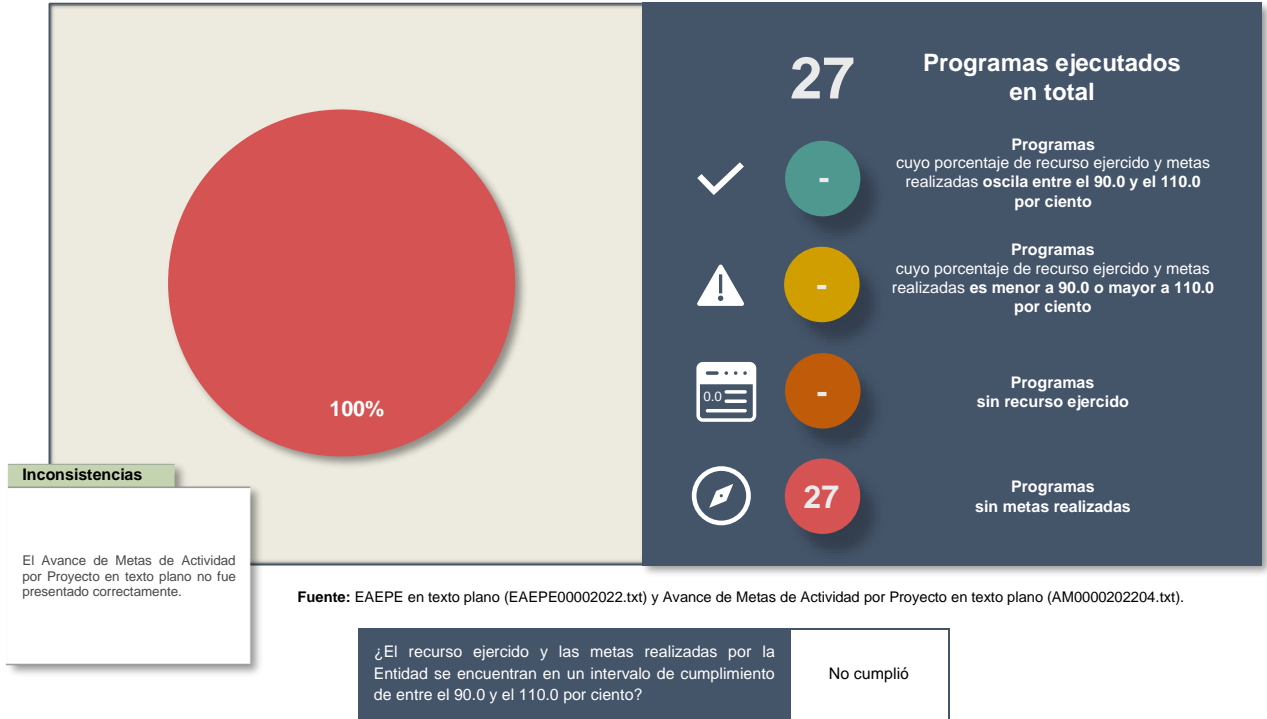 27
Programas ejecutados
en total
Programas
cuyo porcentaje de recurso ejercido y metas
realizadas oscila entre el 90.0 y el 110.0
por ciento
-
Programas
cuyo porcentaje de recurso ejercido y metas
realizadas es menor a 90.0 o mayor a 110.0
por ciento
-
0.0
-
Programas
sin recurso ejercido
27
Programas
sin metas realizadas
100%
Inconsistencias
El Avance de Metas de Actividad
por Proyecto en texto plano no fue
presentado correctamente.
Fuente: EAEPE en texto plano (EAEPE00002022.txt) y Avance de Metas de Actividad por Proyecto en texto plano (AM0000202204.txt).
¿El recurso ejercido y las metas realizadas por la
Entidad se encuentran en un intervalo de cumplimiento
de entre el 90.0 y el 110.0 por ciento?
No cumplió